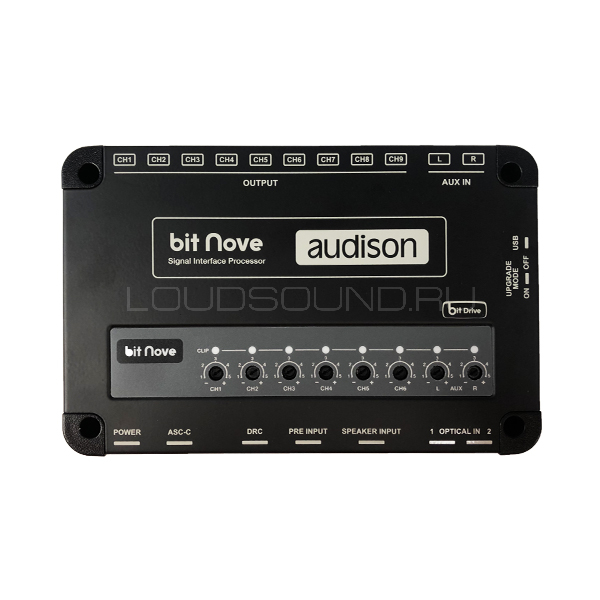 CH1 CH2 CH3 CH4 CH5 CH6 CH7 CH8 CH9 L R
OUTPUT AUX IN
bit Nove audison
Signal Interface Processor
UPGRADE MODE
ON OFF USB
LOUDSOUND.RU
bit Drive
bit Nove
CLIP
CH1 CH2 CH3 CH4 CH5 CH6 L AUX R
POWER ASC-C DRC PRE INPUT SPEAKER INPUT 1 OPTICAL IN 2